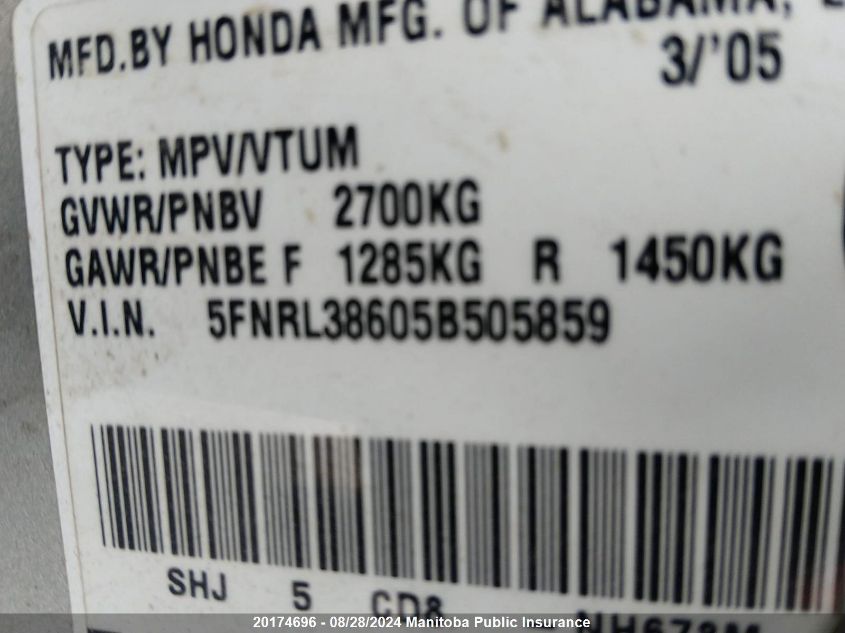 MFD.BY HONDA MFG. OF ALABAMA,
3/'05
TYPE: MPV/VTUM
GVWR/PNBV 2700KG
GAWR/PNBE F 1285KG R 1450KG
V.I.N. 5FNRL38605B505859
SHJ 5 CD8
20174696 - 08/28/2024 - Manitoba Public Insurance